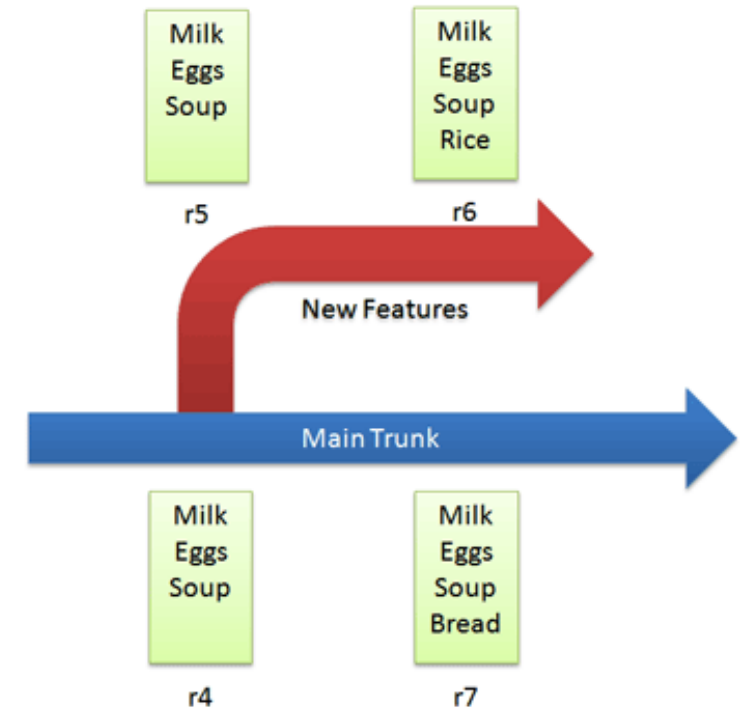 Milk
Eggs
Soup
r5
Milk
Eggs
Soup
Rice
r6
New Features
Main Trunk
Milk
Eggs
Soup
r4
Milk
Eggs
Soup
Bread
r7